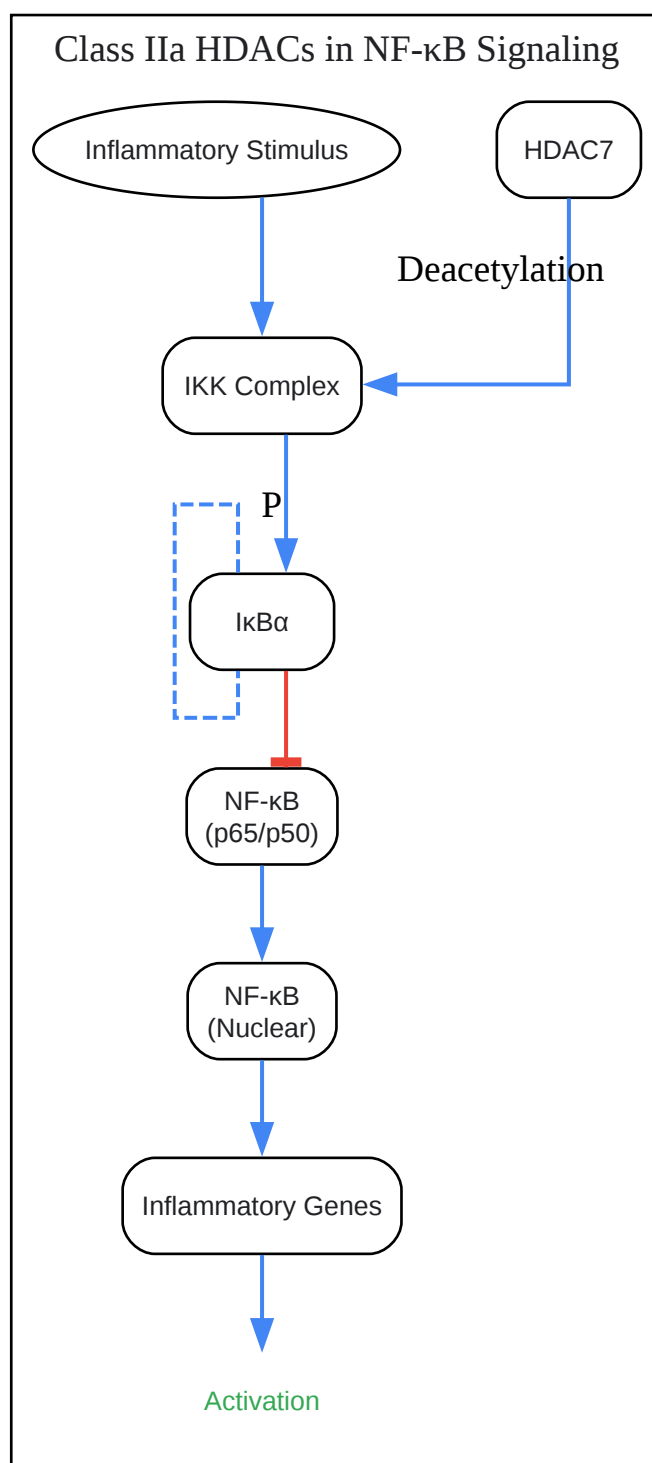 Class IIa HDACs in NF-κB Signaling
Inflammatory Stimulus
HDAC7
Deacetylation
IKK Complex
P
IκBα
NF-κB
(p65/p50)
NF-κB
(Nuclear)
Inflammatory Genes
Activation